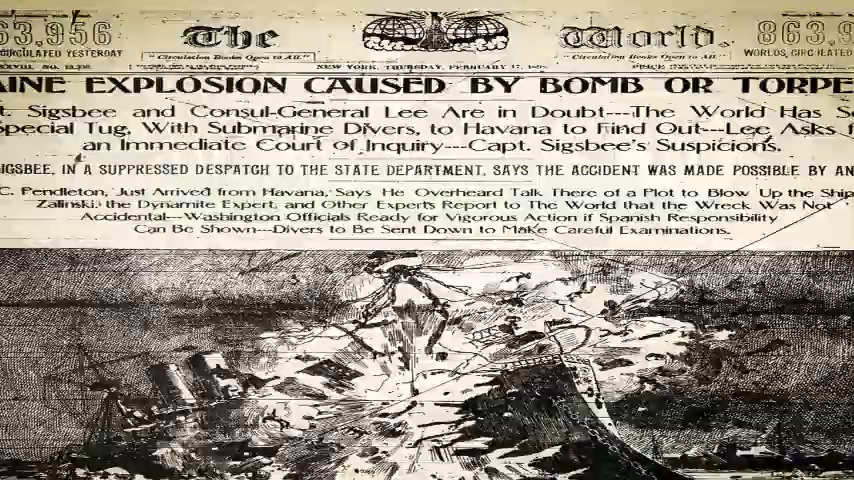 63,956 The World. 863,9
CIRCULATED YESTERDAY "Circulation Books Open to All." "Circulation Books Open to All." WORLDS, CIRCULATED
NEW YORK, THURSDAY, FEBRUARY 17, PRICE
AINE EXPLOSION CAUSED BY BOMB OR TORPE
t. Sigsbee and Consul-General Lee Are in Doubt---The World Has Se
Special Tug, With Submarine Divers, to Havana to Find Out---Lee Asks f
an Immediate Court of Inquiry---Capt. Sigsbee's Suspicions.
SIGSBEE, IN A SUPPRESSED DESPATCH TO THE STATE DEPARTMENT, SAYS THE ACCIDENT WAS MADE POSSIBLE BY AN
C. Pendleton, Just Arrived from Havana, Says He Overheard Talk There of a Plot to Blow Up the Ship
Zalinski, the Dynamite Expert, and Other Experts Report to The World that the Wreck Was Not
Accidental---Washington Officials Ready for Vigorous Action if Spanish Responsibility
Can Be Shown---Divers to Be Sent Down to Make Careful Examinations.